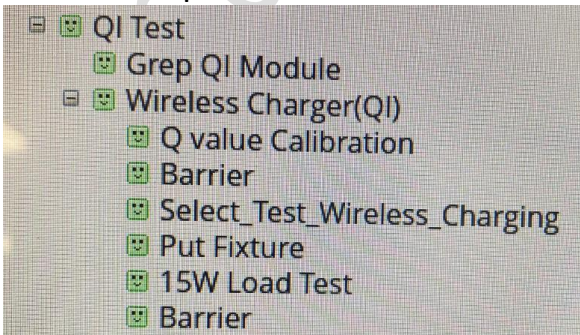 QI Test
Grep QI Module
Wireless Charger(QI)
Q value Calibration
Barrier
Select_Test_Wireless_Charging
Put Fixture
15W Load Test
Barrier